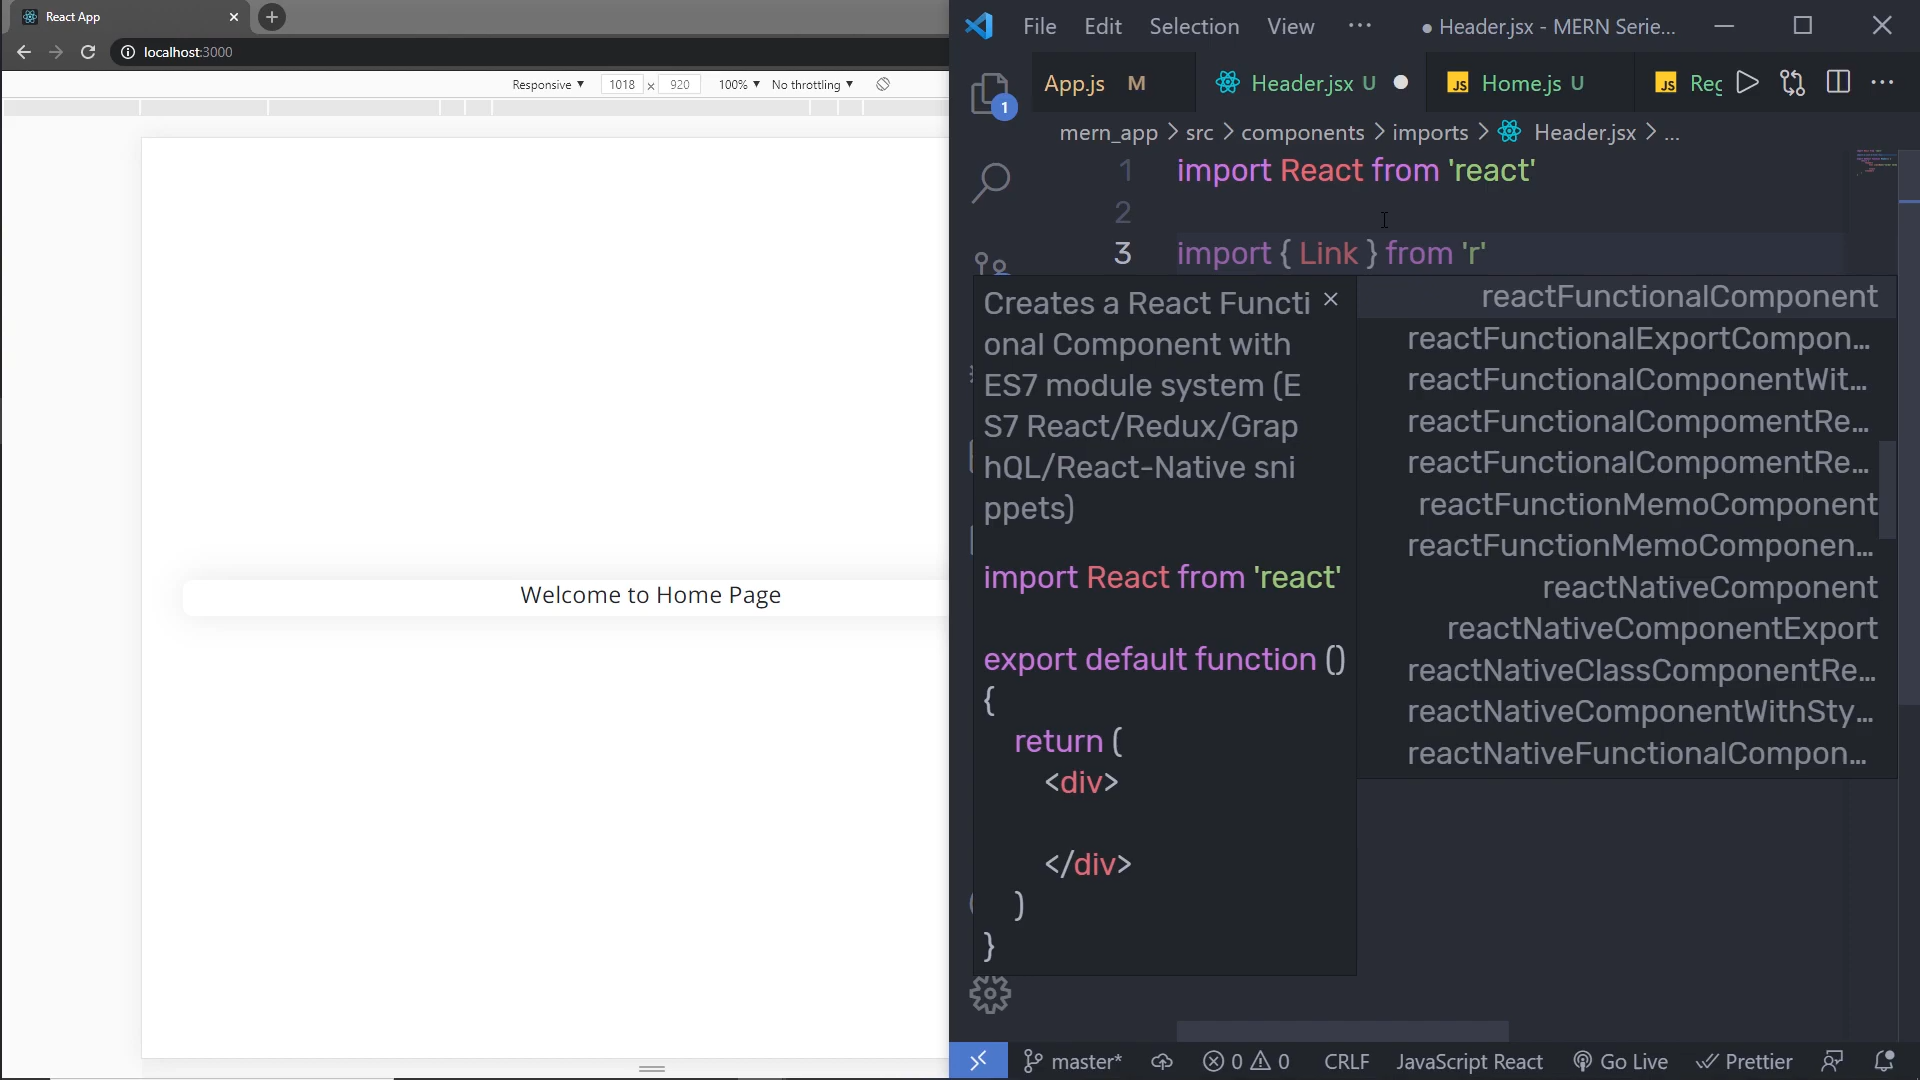 React App
localhost:3000
Responsive 1018 x 920 100% No throttling
Welcome to Home Page
File Edit Selection View ··· ● Header.jsx - MERN Serie...
1
App.js M Header.jsx U Home.js U
mern_app > src > components > imports > Header.jsx > ...
1 import React from 'react'
2
3 import { Link } from 'r'
Creates a React Functi
onal Component with
ES7 module system (E
S7 React/Redux/Grap
hQL/React-Native sni
ppets)
import React from 'react'
export default function ()
{
return (
<div>
</div>
)
}
reactFunctionalComponent
reactFunctionalExportCompon...
reactFunctionalComponentWit...
reactFunctionalCompomentRe...
reactFunctionalCompomentRe...
reactFunctionMemoComponent
reactFunctionMemoComponen...
reactNativeComponent
reactNativeComponentExport
reactNativeClassComponentRe...
reactNativeComponentWithSty...
reactNativeFunctionalCompon...
master* 0 0 CRLF JavaScript React Go Live Prettier